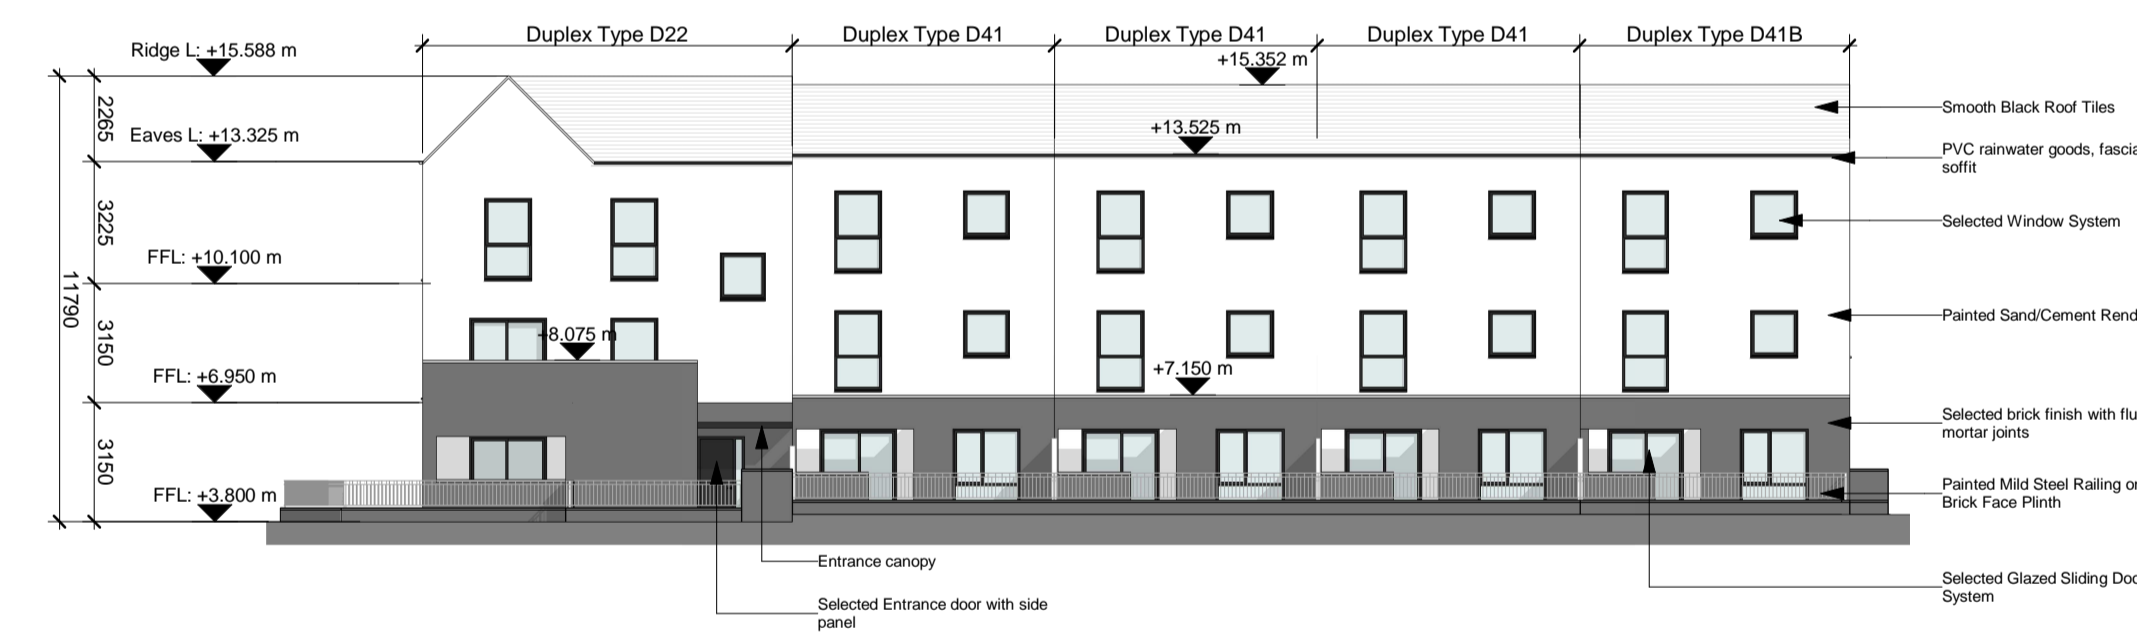 Duplex Type D22
Duplex Type D41
Duplex Type D41
Duplex Type D41
Duplex Type D41B
Ridge L: +15.588 m
+15.352 m
2265
Smooth Black Roof Tiles
Eaves L: +13.325 m
+13.525 m
PVC rainwater goods, fascia
soffit
3225
Selected Window System
FFL: +10.100 m
11790
3150
+8.075 m
Painted Sand/Cement Rend
FFL: +6.950 m
+7.150 m
3150
Selected brick finish with flu
mortar joints
FFL: +3.800 m
Painted Mild Steel Railing or
Brick Face Plinth
Entrance canopy
Selected Glazed Sliding Doo
System
Selected Entrance door with side
panel